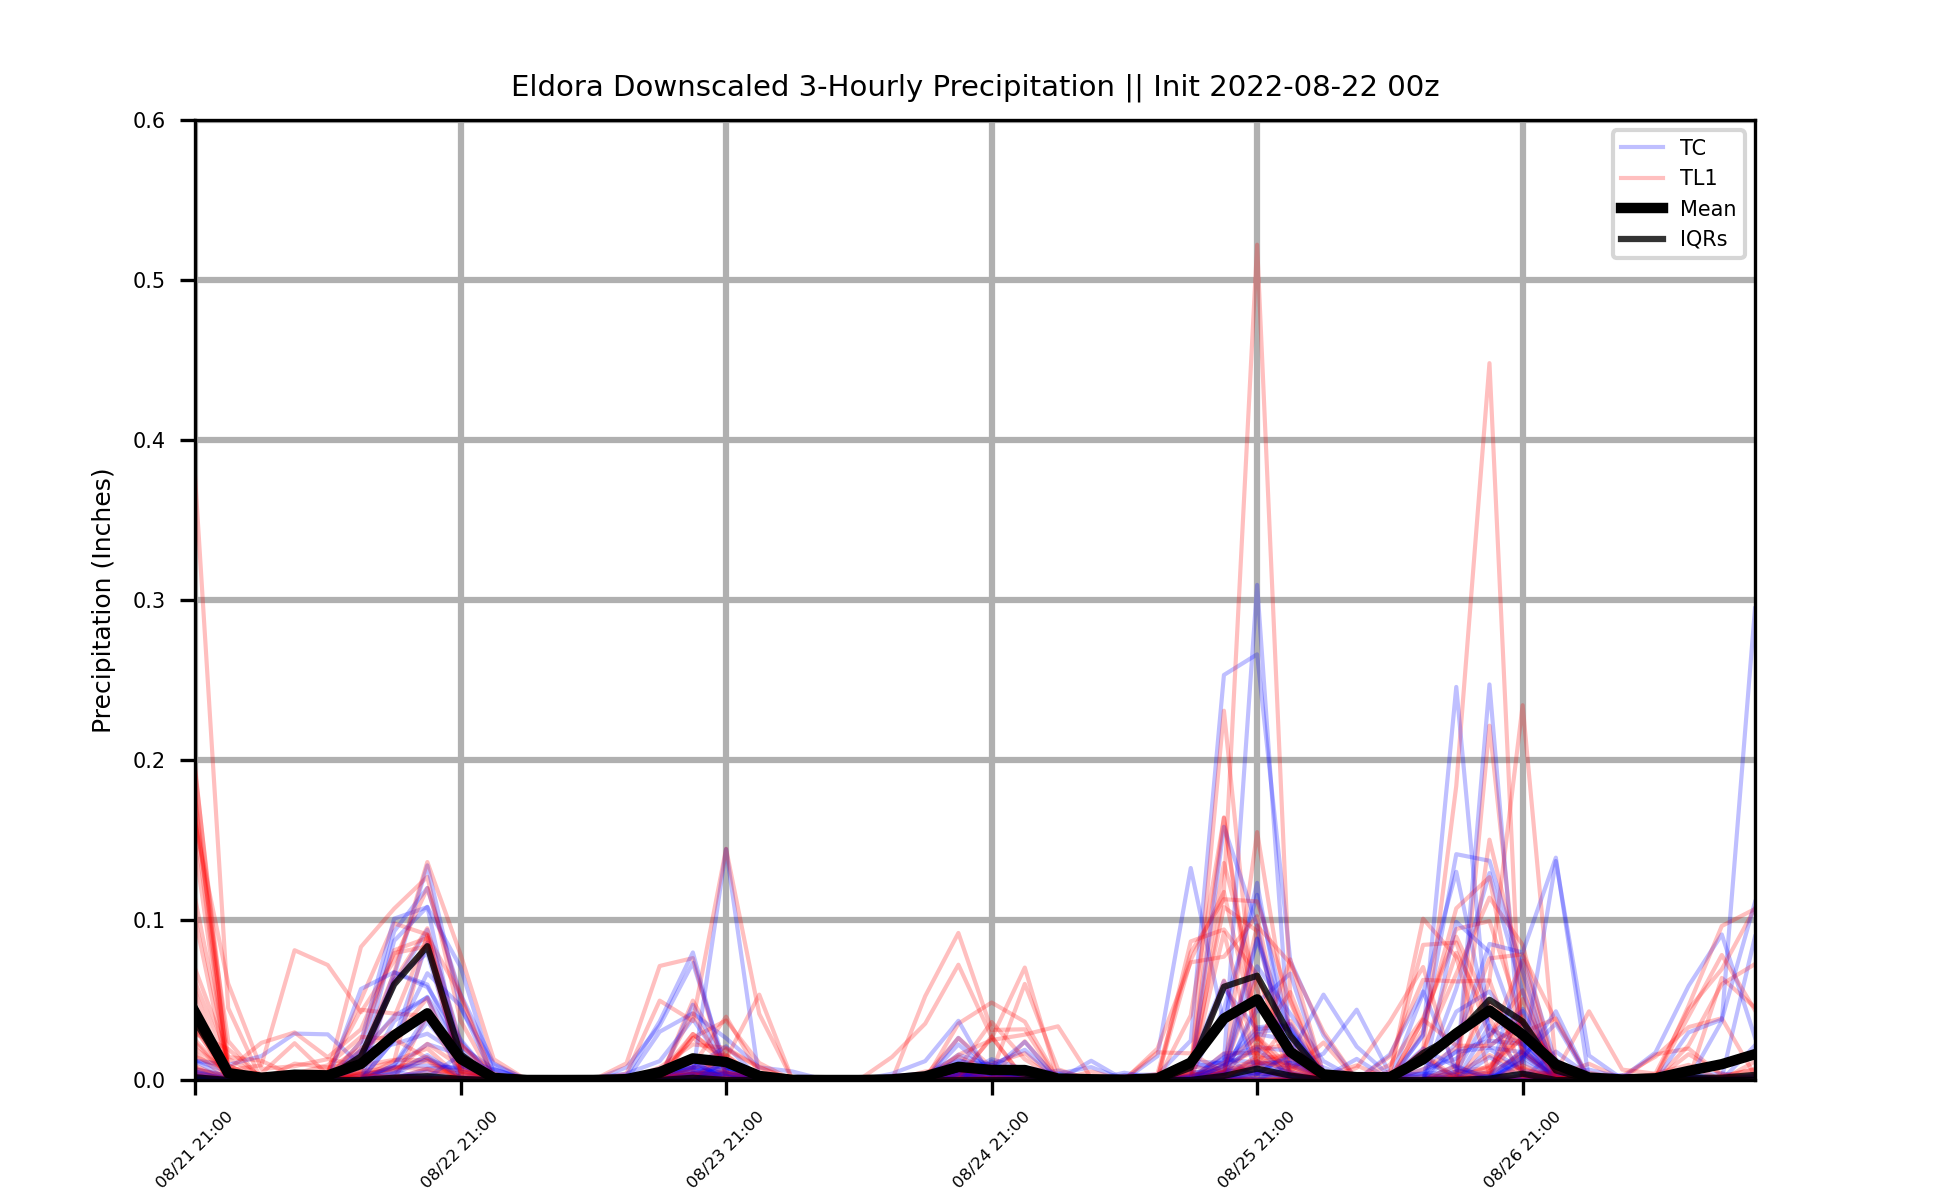 Eldora Downscaled 3-Hourly Precipitation || Init 2022-08-22 00z
Precipitation (Inches)
0.6
0.5
0.4
0.3
0.2
0.1
0.0
TC
TL1
Mean
IQRs
08/21 21:00
08/22 21:00
08/23 21:00
08/24 21:00
08/25 21:00
08/26 21:00